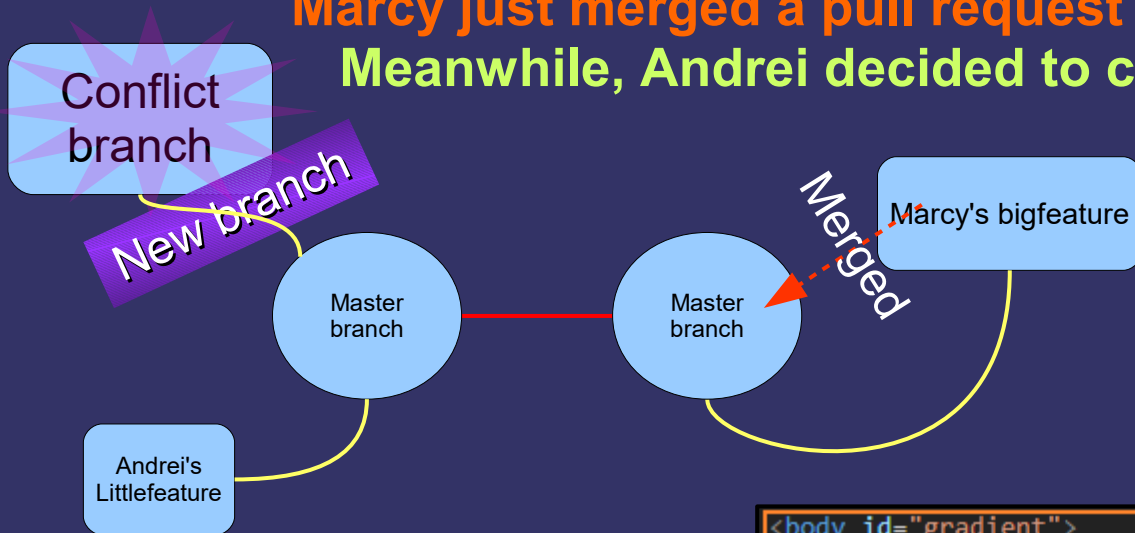 Marcy just merged a pull request
Meanwhile, Andrei decided to c
Conflict
branch
New branch
Merged
Marcy's bigfeature
Master
branch
Master
branch
Andrei's
Littlefeature
<body id="gradient">